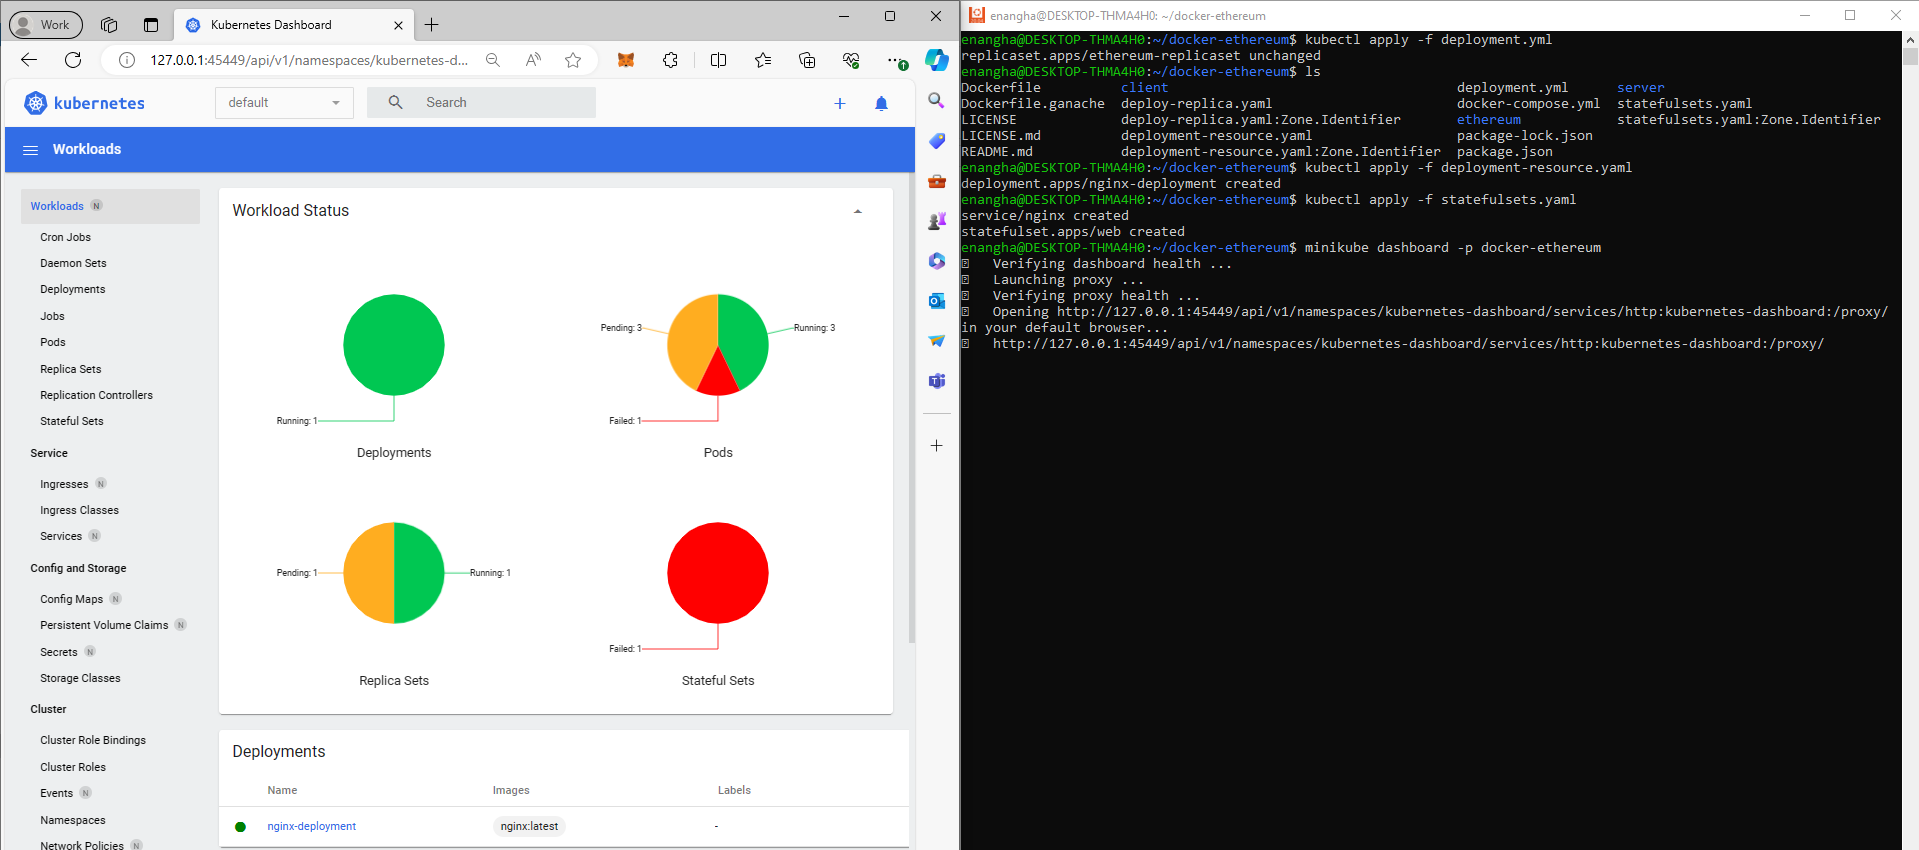 Work
Kubernetes Dashboard
127.0.0.1:45449/api/v1/namespaces/kubernetes-d...
kubernetes
default
Search
Workloads
Workloads N
Cron Jobs
Daemon Sets
Deployments
Jobs
Pods
Replica Sets
Replication Controllers
Stateful Sets
Service
Ingresses N
Ingress Classes
Services N
Config and Storage
Config Maps N
Persistent Volume Claims N
Secrets N
Storage Classes
Cluster
Cluster Role Bindings
Cluster Roles
Events N
Namespaces
Network Policies N
Workload Status
Running: 1
Deployments
Pending: 3
Running: 3
Failed: 1
Pods
Pending: 1
Running: 1
Replica Sets
Failed: 1
Stateful Sets
Deployments
Name Images Labels
nginx-deployment nginx:latest -
enangha@DESKTOP-THMA4H0: ~/docker-ethereum
enangha@DESKTOP-THMA4H0:~/docker-ethereum$ kubectl apply -f deployment.yml
replicaset.apps/ethereum-replicaset unchanged
enangha@DESKTOP-THMA4H0:~/docker-ethereum$ ls
Dockerfile client deployment.yml server
Dockerfile.ganache deploy-replica.yaml docker-compose.yml statefulsets.yaml
LICENSE deploy-replica.yaml:Zone.Identifier ethereum statefulsets.yaml:Zone.Identifier
LICENSE.md deployment-resource.yaml package-lock.json
README.md deployment-resource.yaml:Zone.Identifier package.json
enangha@DESKTOP-THMA4H0:~/docker-ethereum$ kubectl apply -f deployment-resource.yaml
deployment.apps/nginx-deployment created
enangha@DESKTOP-THMA4H0:~/docker-ethereum$ kubectl apply -f statefulsets.yaml
service/nginx created
statefulset.apps/web created
enangha@DESKTOP-THMA4H0:~/docker-ethereum$ minikube dashboard -p docker-ethereum
Verifying dashboard health ...
Launching proxy ...
Verifying proxy health ...
Opening http://127.0.0.1:45449/api/v1/namespaces/kubernetes-dashboard/services/http:kubernetes-dashboard:/proxy/
in your default browser...
http://127.0.0.1:45449/api/v1/namespaces/kubernetes-dashboard/services/http:kubernetes-dashboard:/proxy/